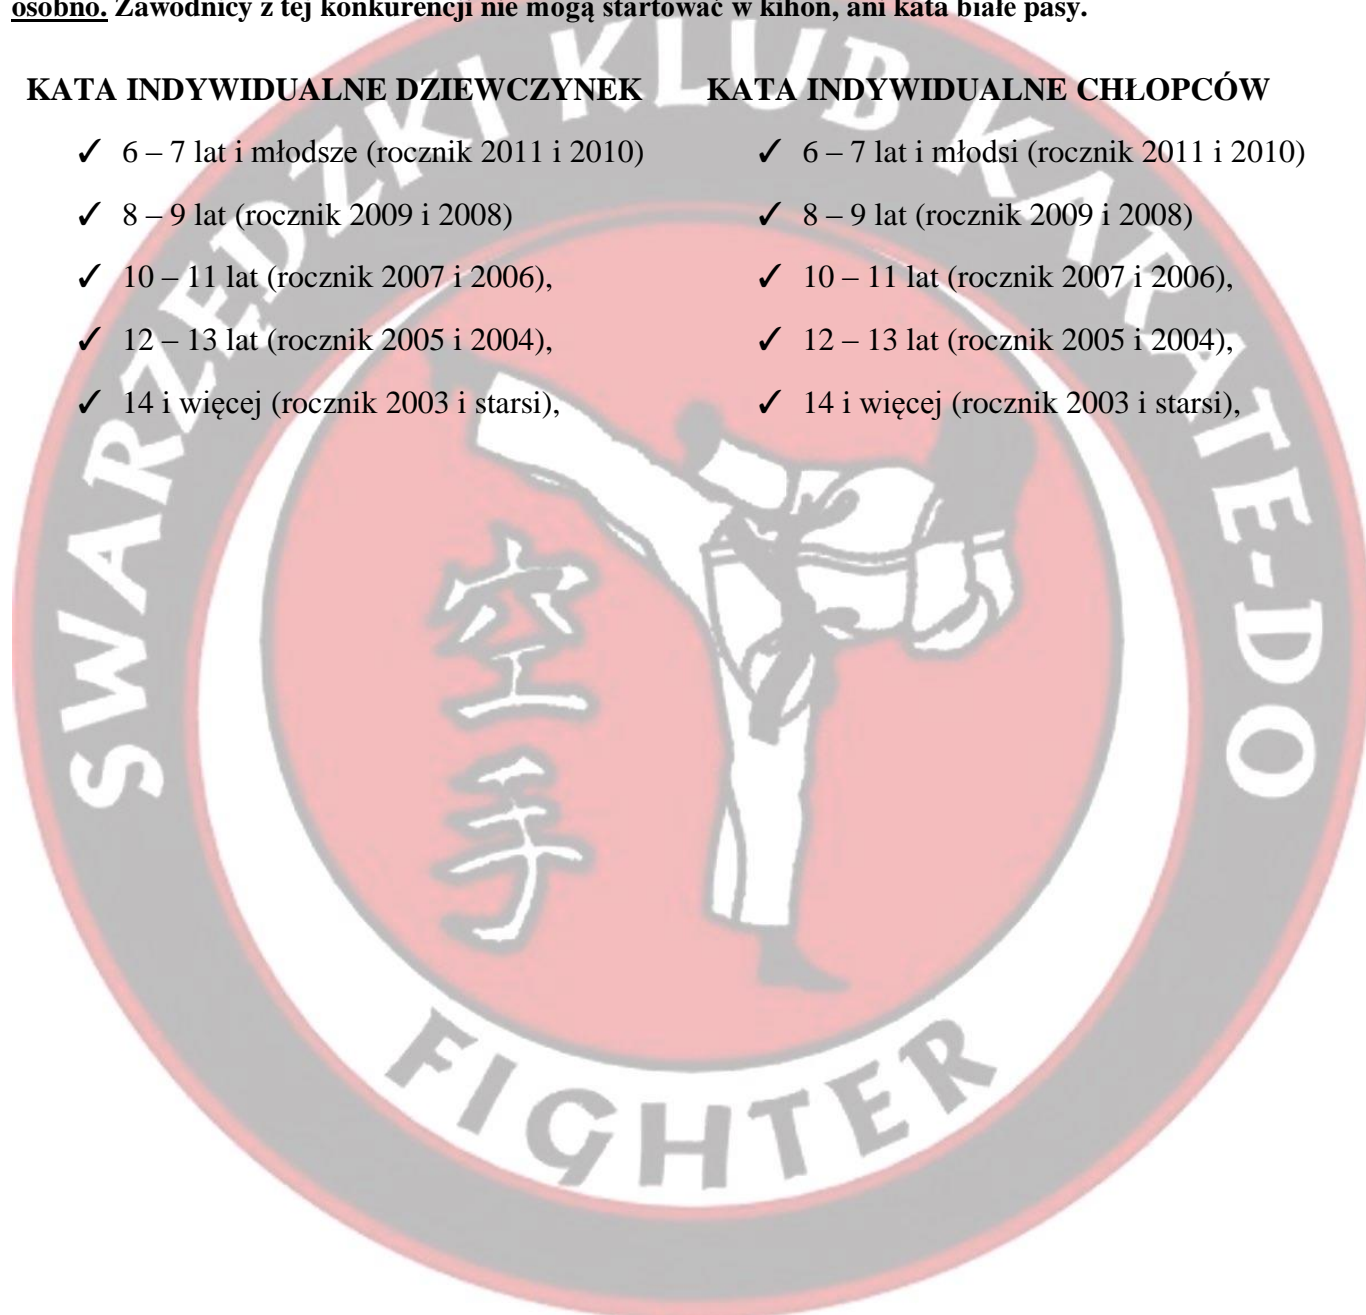 osobno. Zawodnicy z tej konkurencji nie mogą startować w kihon, ani kata białe pasy.
KATA INDYWIDUALNE DZIEWCZYNEK
✓ 6 – 7 lat i młodsze (rocznik 2011 i 2010)
✓ 8 – 9 lat (rocznik 2009 i 2008)
✓ 10 – 11 lat (rocznik 2007 i 2006),
✓ 12 – 13 lat (rocznik 2005 i 2004),
✓ 14 i więcej (rocznik 2003 i starsi),
KATA INDYWIDUALNE CHŁOPCÓW
✓ 6 – 7 lat i młodsi (rocznik 2011 i 2010)
✓ 8 – 9 lat (rocznik 2009 i 2008)
✓ 10 – 11 lat (rocznik 2007 i 2006),
✓ 12 – 13 lat (rocznik 2005 i 2004),
✓ 14 i więcej (rocznik 2003 i starsi),
SWARZĘDZKI KLUB KARATE-DO
空手
FIGHTER